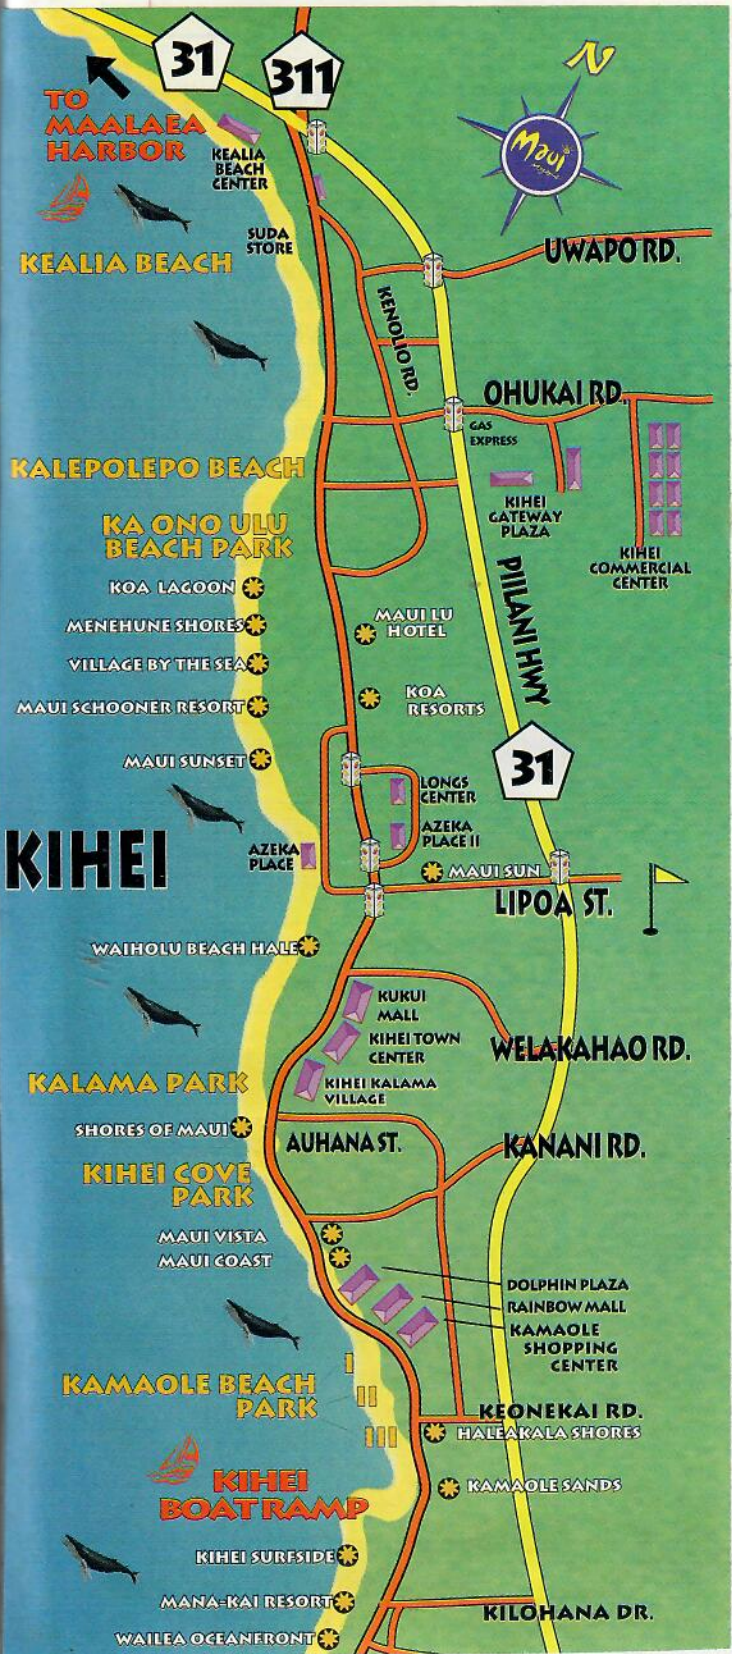 N
31
311
TO
MAALAEA
HARBOR
KEALIA
BEACH
CENTER
Maui
SUDA
STORE
UWAPO RD.
KEALIA BEACH
KENOLIO RD.
OHUKAI RD.
GAS
EXPRESS
KALEPOLEPO BEACH
KIHEI
GATEWAY
PLAZA
KA ONO ULU
BEACH PARK
KIHEI
COMMERCIAL
CENTER
PIILANI HWY
KOA LAGOON
MENEHUNE SHORES
MAUI LU
HOTEL
VILLAGE BY THE SEA
MAUI SCHOONER RESORT
KOA
RESORTS
MAUI SUNSET
31
LONGS
CENTER
AZEKA
PLACE II
KIHEI
AZEKA
PLACE
MAUI SUN
LIPOA ST.
WAIHOLU BEACH HALE
KUKUI
MALL
KIHEI TOWN
CENTER
WELAKAHAO RD.
KIHEI KALAMA
VILLAGE
KALAMA PARK
SHORES OF MAUI
AUHANA ST.
KANANI RD.
KIHEI COVE
PARK
MAUI VISTA
MAUI COAST
DOLPHIN PLAZA
RAINBOW MALL
KAMAOLE
SHOPPING
CENTER
I
KAMAOLE BEACH
PARK
II
III
KEONEKAI RD.
HALEAKALA SHORES
KIHEI
BOAT RAMP
KAMAOLE SANDS
KIHEI SURFSIDE
MANA-KAI RESORT
KILOHANA DR.
WAILEA OCEANFRONT